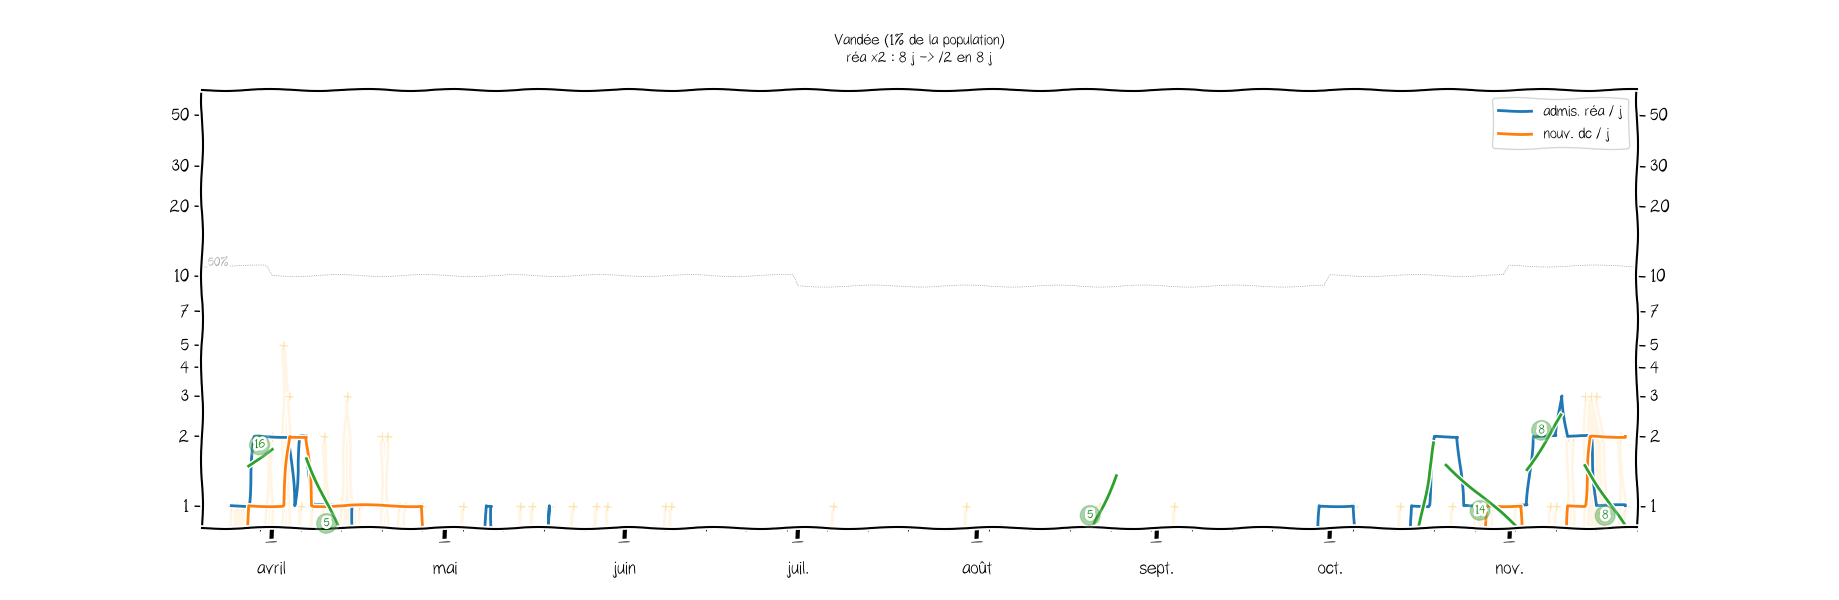 Vandée (1% de la population)
réa x2 : 8 j -> /2 en 8 j
admis. réa / j
nouv. dc / j
50 50
30 30
20 20
50%
10 10
7 7
5 5
4 4
3 3
2 2
16 8
1 1
5 5 14 8
avril mai juin juil. août sept. oct. nov.